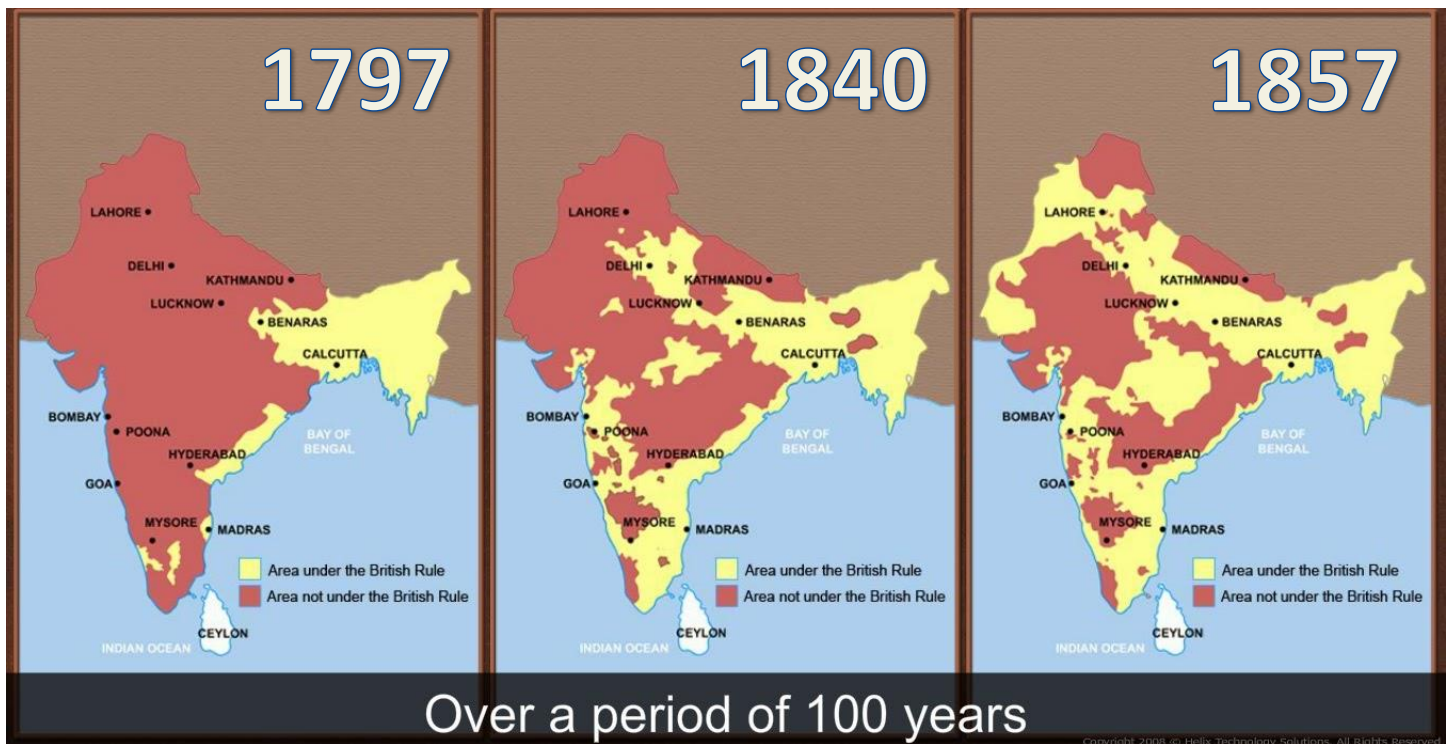 1797
LAHORE
DELHI
KATHMANDU
LUCKNOW
BENARAS
CALCUTTA
BOMBAY
POONA
BAY OF
BENGAL
HYDERABAD
GOA
MYSORE
MADRAS
Area under the British Rule
Area not under the British Rule
CEYLON
INDIAN OCEAN
1840
LAHORE
DELHI
KATHMANDU
LUCKNOW
BENARAS
CALCUTTA
BOMBAY
POONA
BAY OF
BENGAL
HYDERABAD
GOA
MYSORE
MADRAS
Area under the British Rule
Area not under the British Rule
CEYLON
INDIAN OCEAN
1857
LAHORE
DELHI
KATHMANDU
LUCKNOW
BENARAS
CALCUTTA
BOMBAY
POONA
BAY OF
BENGAL
HYDERABAD
GOA
MYSORE
MADRAS
Area under the British Rule
Area not under the British Rule
CEYLON
INDIAN OCEAN
Over a period of 100 years
Copyright 2008 © Helix Technology Solutions. All Rights Reserved